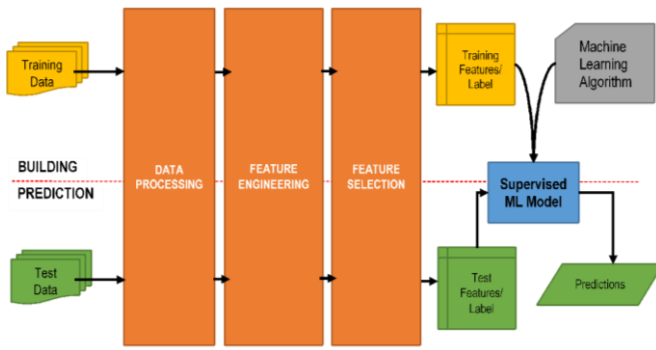 Training
Data
Training
Features/
Label
Machine
Learning
Algorithm
BUILDING
PREDICTION
DATA
PROCESSING
FEATURE
ENGINEERING
FEATURE
SELECTION
Supervised
ML Model
Test
Data
Test
Features/
Label
Predictions